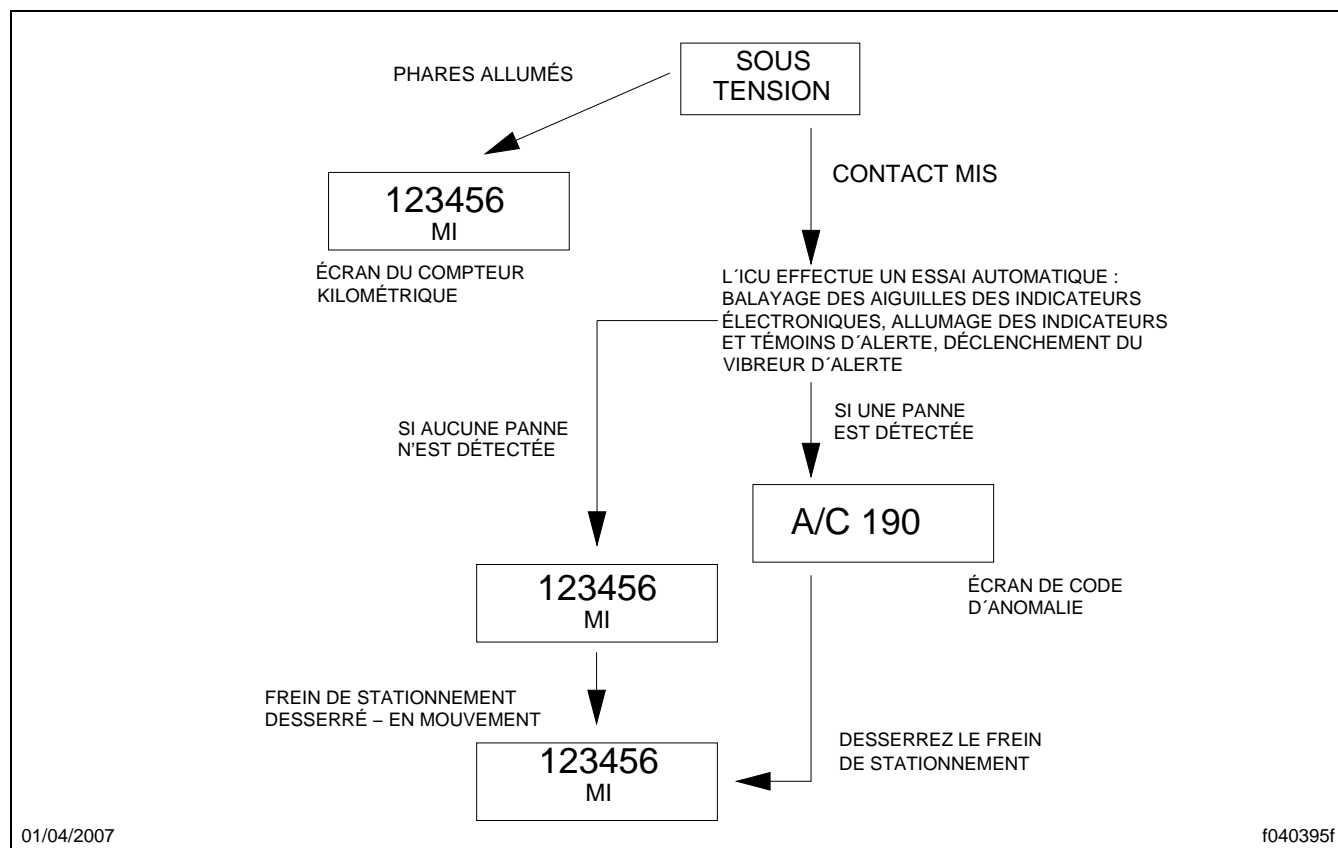 SOUS
TENSION
PHARES ALLUMÉS
CONTACT MIS
123456
MI
ÉCRAN DU COMPTEUR
KILOMÉTRIQUE
L´ICU EFFECTUE UN ESSAI AUTOMATIQUE :
BALAYAGE DES AIGUILLES DES INDICATEURS
ÉLECTRONIQUES, ALLUMAGE DES INDICATEURS
ET TÉMOINS D´ALERTE, DÉCLENCHEMENT DU
VIBREUR D´ALERTE
SI AUCUNE PANNE
N'EST DÉTECTÉE
SI UNE PANNE
EST DÉTECTÉE
A/C 190
ÉCRAN DE CODE
D´ANOMALIE
123456
MI
FREIN DE STATIONNEMENT
DESSERRÉ – EN MOUVEMENT
DESSERREZ LE FREIN
DE STATIONNEMENT
123456
MI
01/04/2007
f040395f